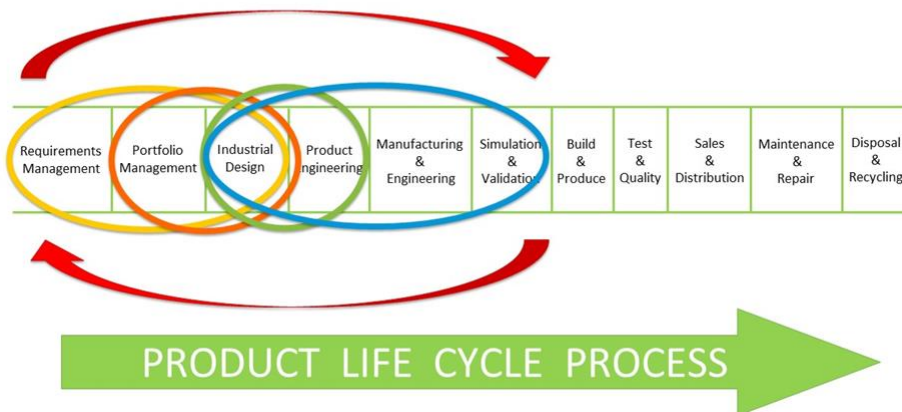 Requirements
Management
Portfolio
Management
Industrial
Design
Product
Engineering
Manufacturing
&
Engineering
Simulation
&
Validation
Build
&
Produce
Test
&
Quality
Sales
&
Distribution
Maintenance
&
Repair
Disposal
&
Recycling
PRODUCT LIFE CYCLE PROCESS